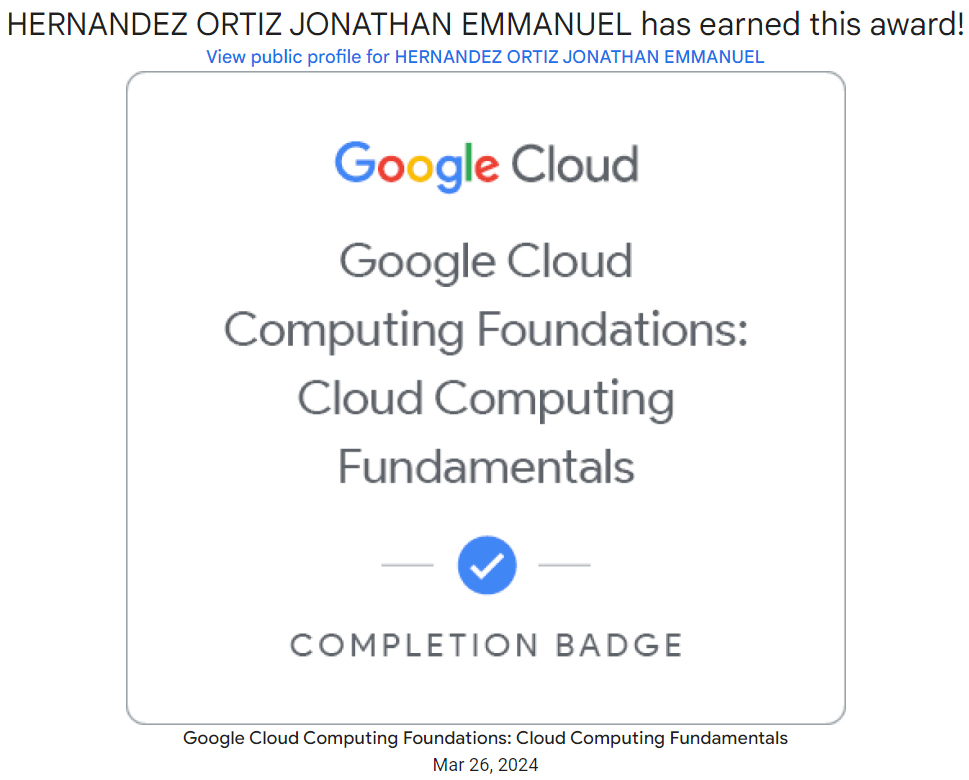 HERNANDEZ ORTIZ JONATHAN EMMANUEL has earned this award!
View public profile for HERNANDEZ ORTIZ JONATHAN EMMANUEL
Google Cloud
Google Cloud
Computing Foundations:
Cloud Computing
Fundamentals
COMPLETION BADGE
Google Cloud Computing Foundations: Cloud Computing Fundamentals
Mar 26, 2024